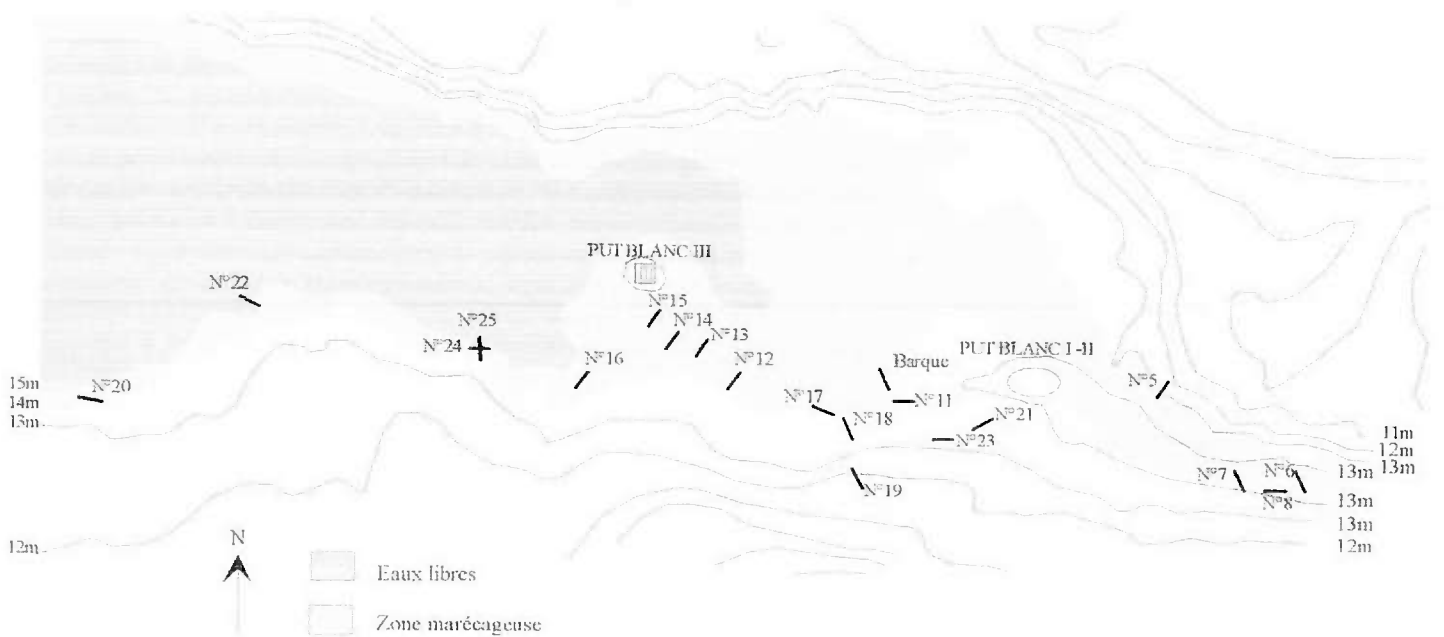 PUT BLANC III
N°22
N°15
N°25
N°14
N°13
N°24
N°16
N°12
Barque
PUT BLANC I -II
15m
N°20
N°5
14m
N°17
N°11
13m
N°18
N°21
11m
N°23
12m
13m
N°7
N°6
13m
N°19
N°8
13m
12m
12m
N
Eaux libres
Zone marécageuse